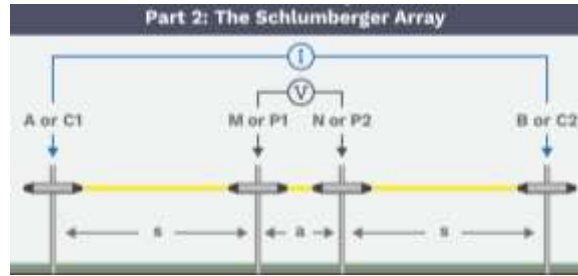 Part 2: The Schlumberger Array
I
V
A or C1 M or P1 N or P2 B or C2
s a s